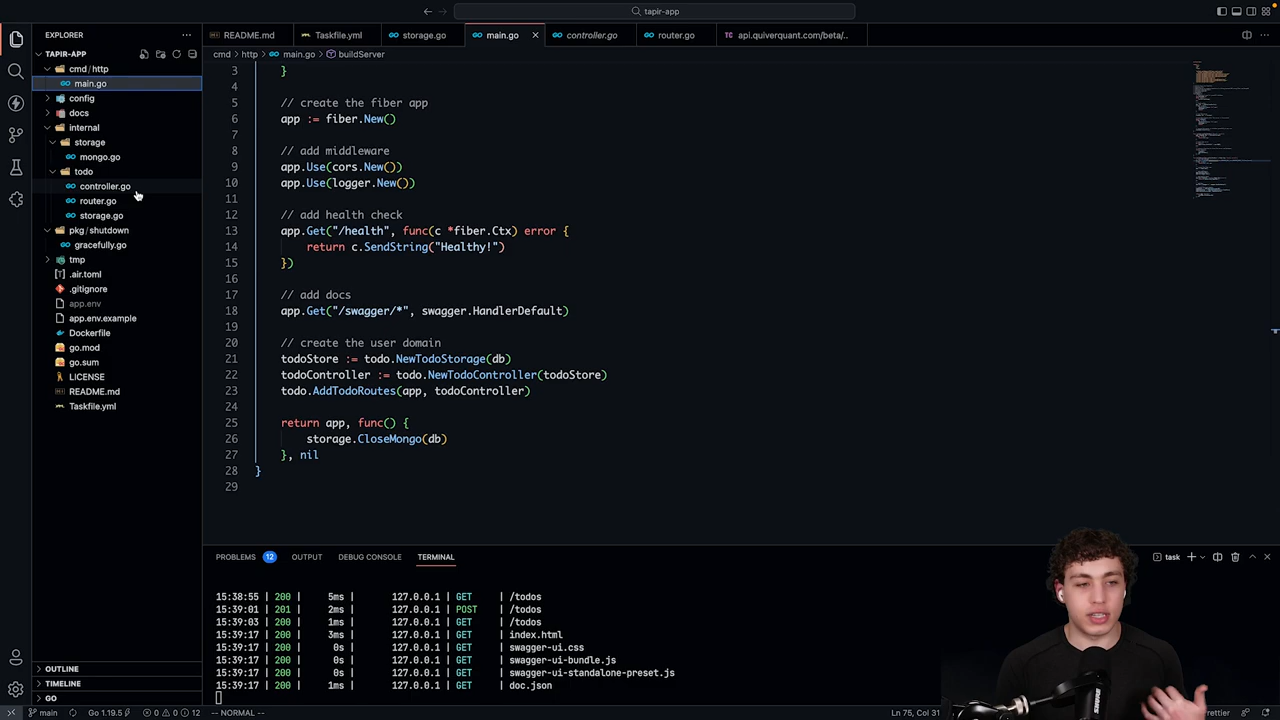 tapir-app
EXPLORER
TAPIR-APP
cmd / http
main.go
config
docs
internal
storage
mongo.go
todo
controller.go
router.go
storage.go
pkg / shutdown
gracefully.go
tmp
.air.toml
.gitignore
app.env
app.env.example
Dockerfile
go.mod
go.sum
LICENSE
README.md
Taskfile.yml
OUTLINE
TIMELINE
GO
README.md
Taskfile.yml
storage.go
main.go
controller.go
router.go
api.quiverquant.com/beta/..
cmd > http > main.go > buildServer
3 }
4
5 // create the fiber app
6 app := fiber.New()
7
8 // add middleware
9 app.Use(cors.New())
10 app.Use(logger.New())
11
12 // add health check
13 app.Get("/health", func(c *fiber.Ctx) error {
14 return c.SendString("Healthy!")
15 })
16
17 // add docs
18 app.Get("/swagger/*", swagger.HandlerDefault)
19
20 // create the user domain
21 todoStore := todo.NewTodoStorage(db)
22 todoController := todo.NewTodoController(todoStore)
23 todo.AddTodoRoutes(app, todoController)
24
25 return app, func() {
26 storage.CloseMongo(db)
27 }, nil
28 }
29
PROBLEMS 12 OUTPUT DEBUG CONSOLE TERMINAL
task
15:38:55 | 200 | 5ms | 127.0.0.1 | GET | /todos
15:39:01 | 201 | 2ms | 127.0.0.1 | POST | /todos
15:39:03 | 200 | 1ms | 127.0.0.1 | GET | /todos
15:39:17 | 200 | 3ms | 127.0.0.1 | GET | index.html
15:39:17 | 200 | 0s | 127.0.0.1 | GET | swagger-ui.css
15:39:17 | 200 | 0s | 127.0.0.1 | GET | swagger-ui-bundle.js
15:39:17 | 200 | 0s | 127.0.0.1 | GET | swagger-ui-standalone-preset.js
15:39:17 | 200 | 1ms | 127.0.0.1 | GET | doc.json
main Go 1.19.5 0 0 12 -- NORMAL -- Ln 75, Col 31